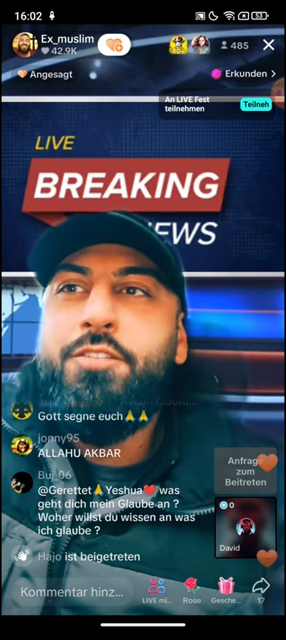 16:02
53
Ex_muslim
42.9K
485
Angesagt
Erkunden >
An LIVE Fest
teilnehmen
Teilneh
LIVE
BREAKING
NEWS
Gott segne euch🙏🙏
jonny95
ALLAHU AKBAR
Buj_06
@Gerettet🙏Yeshua❤️ was
geht dich mein Glaube an ?
Woher willst du wissen an was
ich glaube ?
Hajo ist beigetreten
Anfrage
zum
Beitreten
0
David
Kommentar hinz...
LIVE mi...
Rose
Gesche...
17